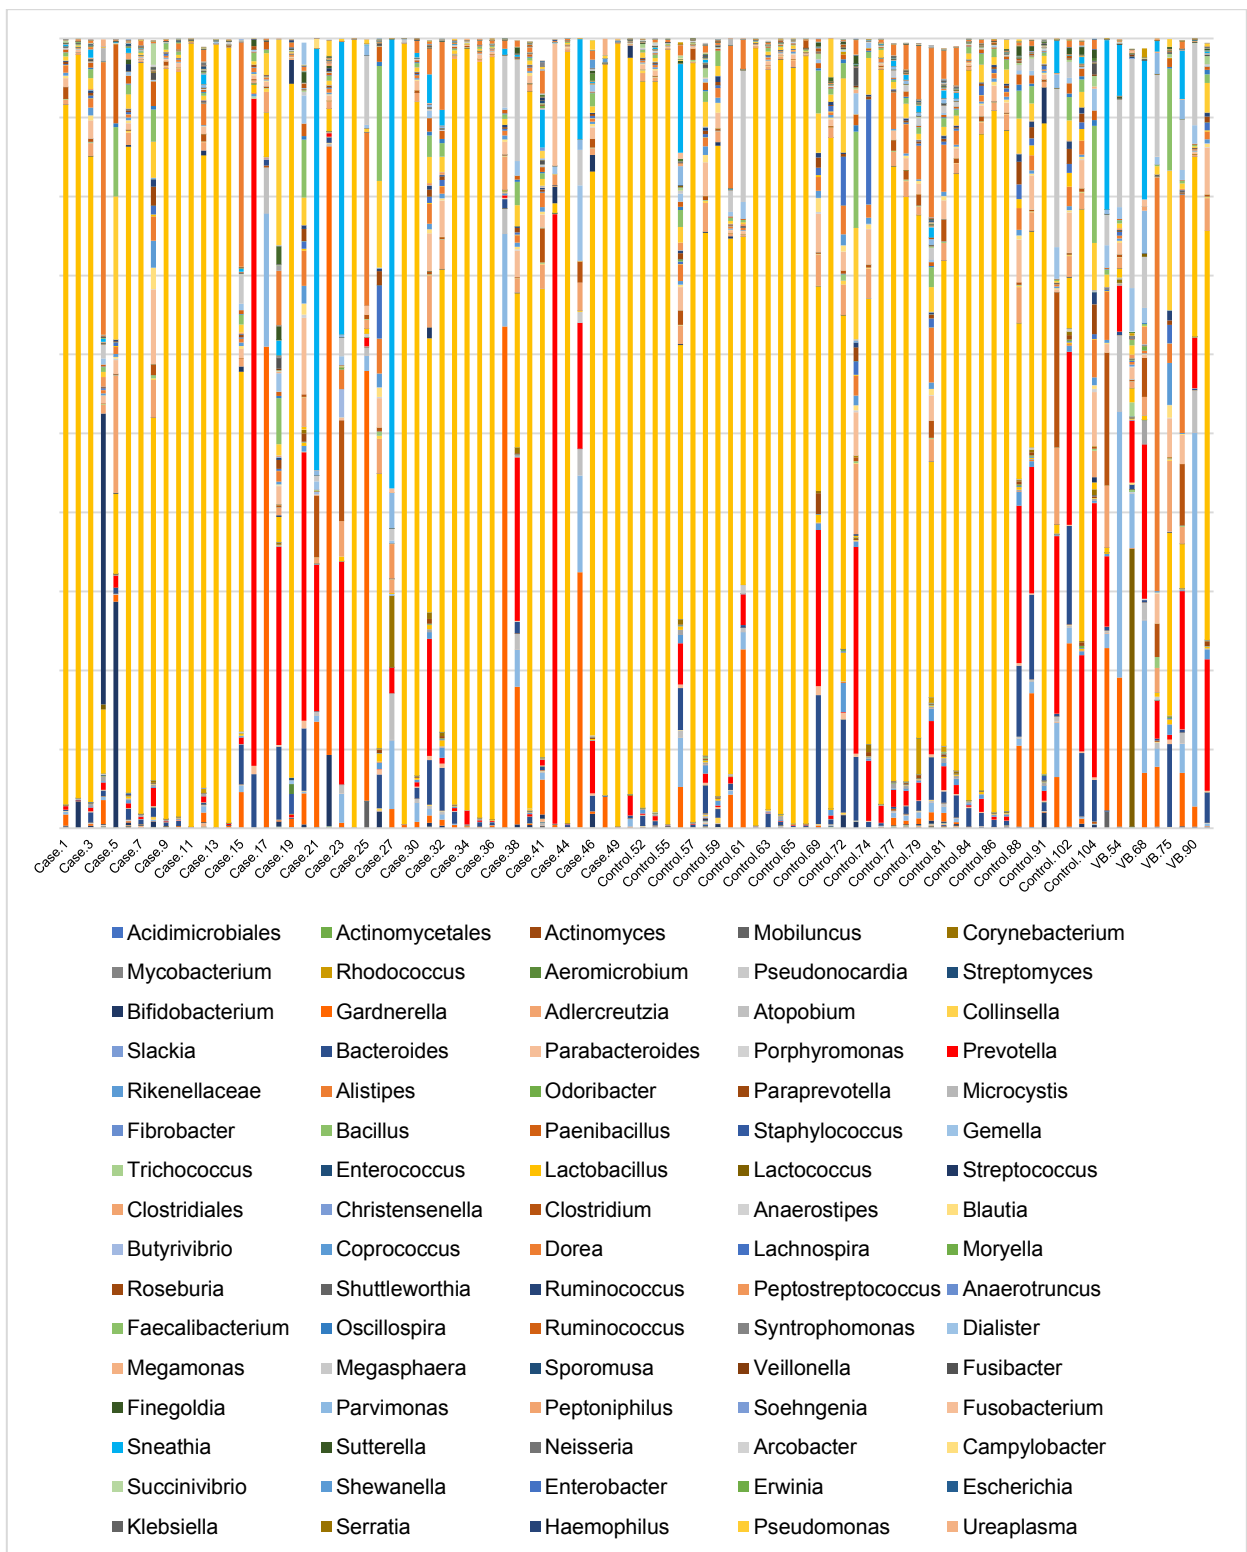 Case.1
Case.3
Case.5
Case.7
Case.9
Case.11
Case.13
Case.15
Case.17
Case.19
Case.21
Case.23
Case.25
Case.27
Case.30
Case.32
Case.34
Case.36
Case.38
Case.41
Case.44
Case.46
Case.49
Control.52
Control.55
Control.57
Control.59
Control.61
Control.63
Control.65
Control.69
Control.72
Control.74
Control.77
Control.79
Control.81
Control.84
Control.86
Control.88
Control.91
Control.102
Control.104
VB.54
VB.68
VB.75
VB.90
Acidimicrobiales Actinomycetales Actinomyces Mobiluncus Corynebacterium
Mycobacterium Rhodococcus Aeromicrobium Pseudonocardia Streptomyces
Bifidobacterium Gardnerella Adlercreutzia Atopobium Collinsella
Slackia Bacteroides Parabacteroides Porphyromonas Prevotella
Rikenellaceae Alistipes Odoribacter Paraprevotella Microcystis
Fibrobacter Bacillus Paenibacillus Staphylococcus Gemella
Trichococcus Enterococcus Lactobacillus Lactococcus Streptococcus
Clostridiales Christensenella Clostridium Anaerostipes Blautia
Butyrivibrio Coprococcus Dorea Lachnospira Moryella
Roseburia Shuttleworthia Ruminococcus Peptostreptococcus Anaerotruncus
Faecalibacterium Oscillospira Ruminococcus Syntrophomonas Dialister
Megamonas Megasphaera Sporomusa Veillonella Fusibacter
Finegoldia Parvimonas Peptoniphilus Soehngenia Fusobacterium
Sneathia Sutterella Neisseria Arcobacter Campylobacter
Succinivibrio Shewanella Enterobacter Erwinia Escherichia
Klebsiella Serratia Haemophilus Pseudomonas Ureaplasma